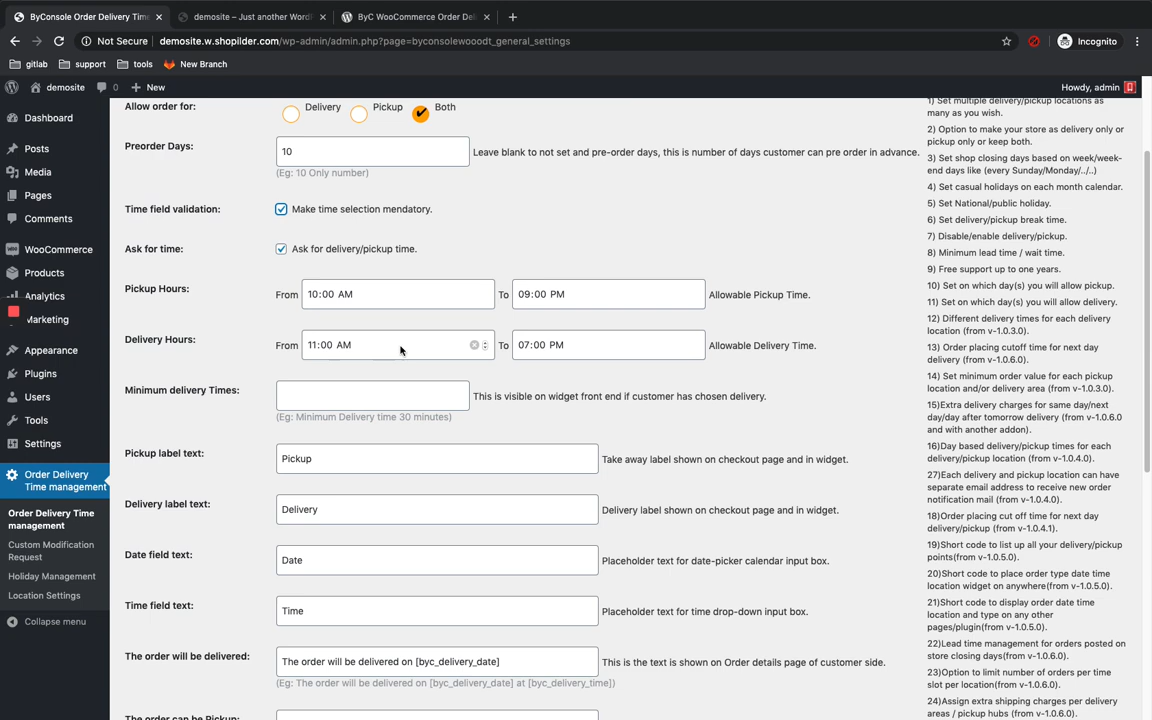 ByConsole Order Delivery Time
demosite – Just another Word
ByC WooCommerce Order Del
Not Secure
demosite.w.shopilder.com/wp-admin/admin.php?page=byconsolewooodt_general_settings
Incognito
gitlab
support
tools
New Branch
demosite
0
New
Howdy, admin
Dashboard
Posts
Media
Pages
Comments
WooCommerce
Products
Analytics
Marketing
Appearance
Plugins
Users
Tools
Settings
Order Delivery
Time management
Order Delivery Time
management
Custom Modification
Request
Holiday Management
Location Settings
Collapse menu
Allow order for:
Delivery
Pickup
Both
Preorder Days:
10
Leave blank to not set and pre-order days, this is number of days customer can pre order in advance.
(Eg: 10 Only number)
Time field validation:
Make time selection mendatory.
Ask for time:
Ask for delivery/pickup time.
Pickup Hours:
From 10:00 AM To 09:00 PM Allowable Pickup Time.
Delivery Hours:
From 11:00 AM To 07:00 PM Allowable Delivery Time.
Minimum delivery Times:
This is visible on widget front end if customer has chosen delivery.
(Eg: Minimum Delivery time 30 minutes)
Pickup label text:
Pickup
Take away label shown on checkout page and in widget.
Delivery label text:
Delivery
Delivery label shown on checkout page and in widget.
Date field text:
Date
Placeholder text for date-picker calendar input box.
Time field text:
Time
Placeholder text for time drop-down input box.
The order will be delivered:
The order will be delivered on [byc_delivery_date]
This is the text is shown on Order details page of customer side.
(Eg: The order will be delivered on [byc_delivery_date] at [byc_delivery_time])
The order can be Pickup:
1) Set multiple delivery/pickup locations as
many as you wish.
2) Option to make your store as delivery only or
pickup only or keep both.
3) Set shop closing days based on week/week-
end days like (every Sunday/Monday/../..)
4) Set casual holidays on each month calendar.
5) Set National/public holiday.
6) Set delivery/pickup break time.
7) Disable/enable delivery/pickup.
8) Minimum lead time / wait time.
9) Free support up to one years.
10) Set on which day(s) you will allow pickup.
11) Set on which day(s) you will allow delivery.
12) Different delivery times for each delivery
location (from v-1.0.3.0).
13) Order placing cutoff time for next day
delivery (from v-1.0.6.0).
14) Set minimum order value for each pickup
location and/or delivery area (from v-1.0.3.0).
15)Extra delivery charges for same day/next
day/day after tomorrow delivery (from v-1.0.6.0
and with another addon).
16)Day based delivery/pickup times for each
delivery/pickup location (from v-1.0.4.0).
27)Each delivery and pickup location can have
separate email address to receive new order
notification mail (from v-1.0.4.0).
18)Order placing cut off time for next day
delivery/pickup (from v-1.0.4.1).
19)Short code to list up all your delivery/pickup
points(from v-1.0.5.0).
20)Short code to place order type date time
location widget on anywhere(from v-1.0.5.0).
21)Short code to display order date time
location and type on any other
pages/plugin(from v-1.0.5.0).
22)Lead time management for orders posted on
store closing days(from v-1.0.6.0).
23)Option to limit number of orders per time
slot per location(from v-1.0.6.0).
24)Assign extra shipping charges per delivery
areas / pickup hubs (from v-1.0.6.0).